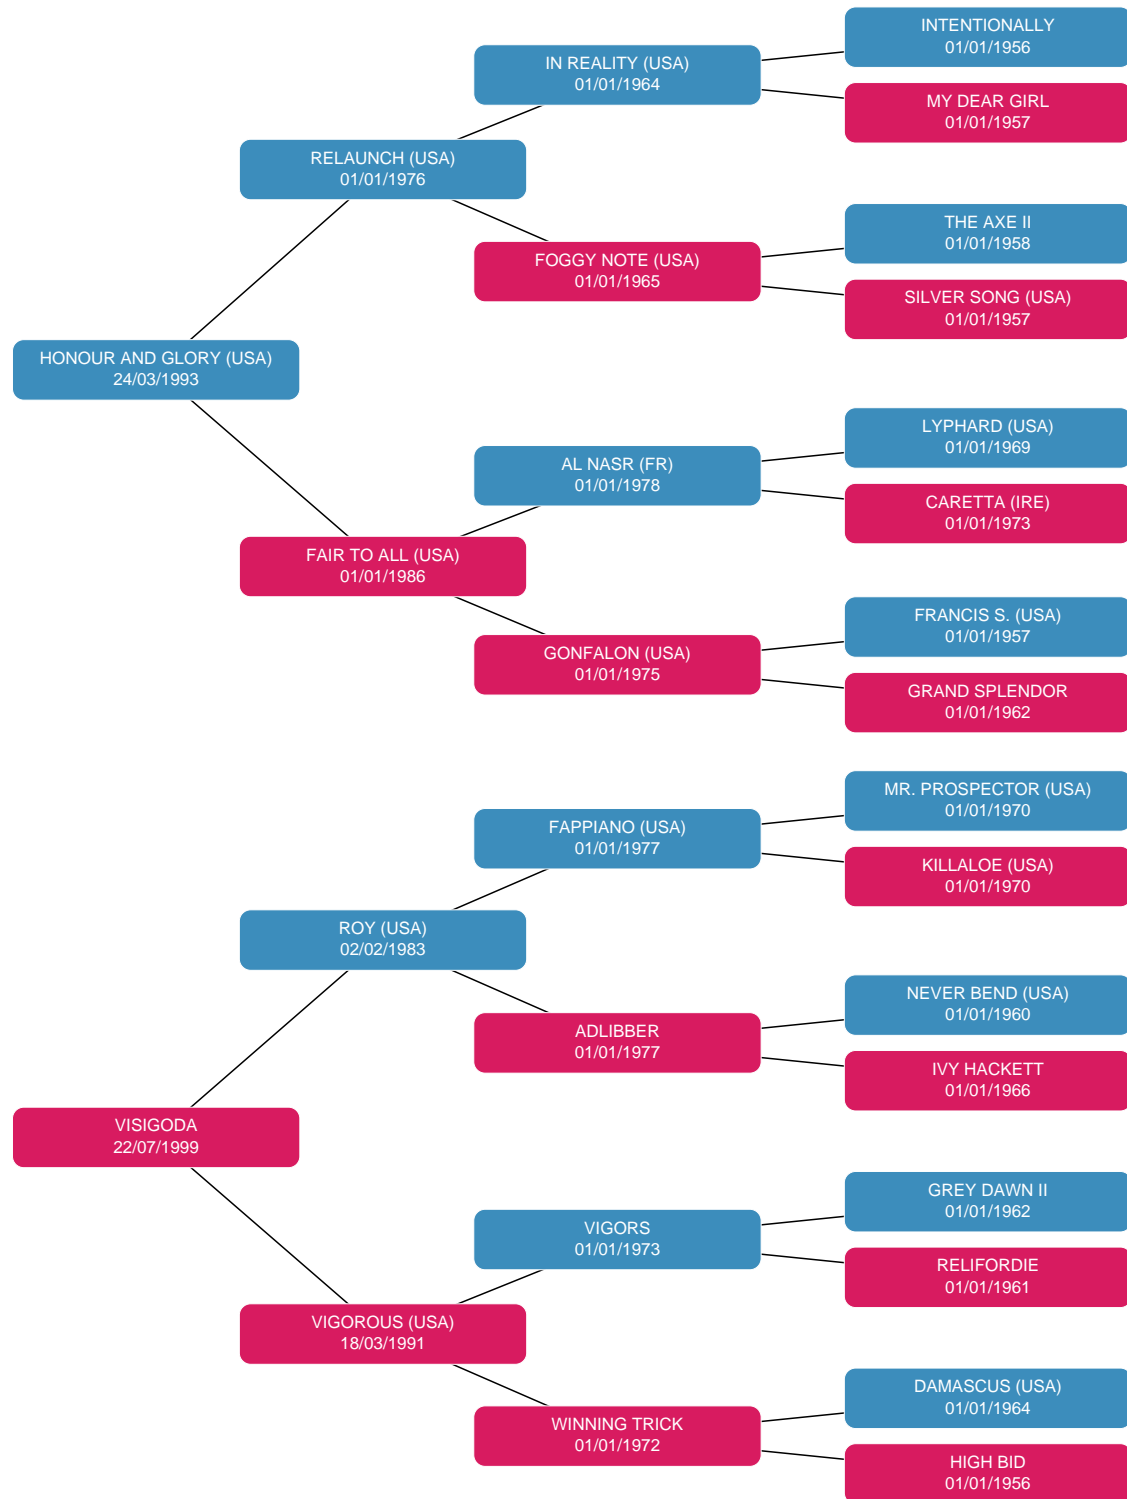 INTENTIONALLY
01/01/1956
IN REALITY (USA)
01/01/1964
MY DEAR GIRL
01/01/1957
RELAUNCH (USA)
01/01/1976
THE AXE II
01/01/1958
FOGGY NOTE (USA)
01/01/1965
SILVER SONG (USA)
01/01/1957
HONOUR AND GLORY (USA)
24/03/1993
LYPHARD (USA)
01/01/1969
AL NASR (FR)
01/01/1978
CARETTA (IRE)
01/01/1973
FAIR TO ALL (USA)
01/01/1986
FRANCIS S. (USA)
01/01/1957
GONFALON (USA)
01/01/1975
GRAND SPLENDOR
01/01/1962
MR. PROSPECTOR (USA)
01/01/1970
FAPPIANO (USA)
01/01/1977
KILLALOE (USA)
01/01/1970
ROY (USA)
02/02/1983
NEVER BEND (USA)
01/01/1960
ADLIBBER
01/01/1977
IVY HACKETT
01/01/1966
VISIGODA
22/07/1999
GREY DAWN II
01/01/1962
VIGORS
01/01/1973
RELIFORDIE
01/01/1961
VIGOROUS (USA)
18/03/1991
DAMASCUS (USA)
01/01/1964
WINNING TRICK
01/01/1972
HIGH BID
01/01/1956